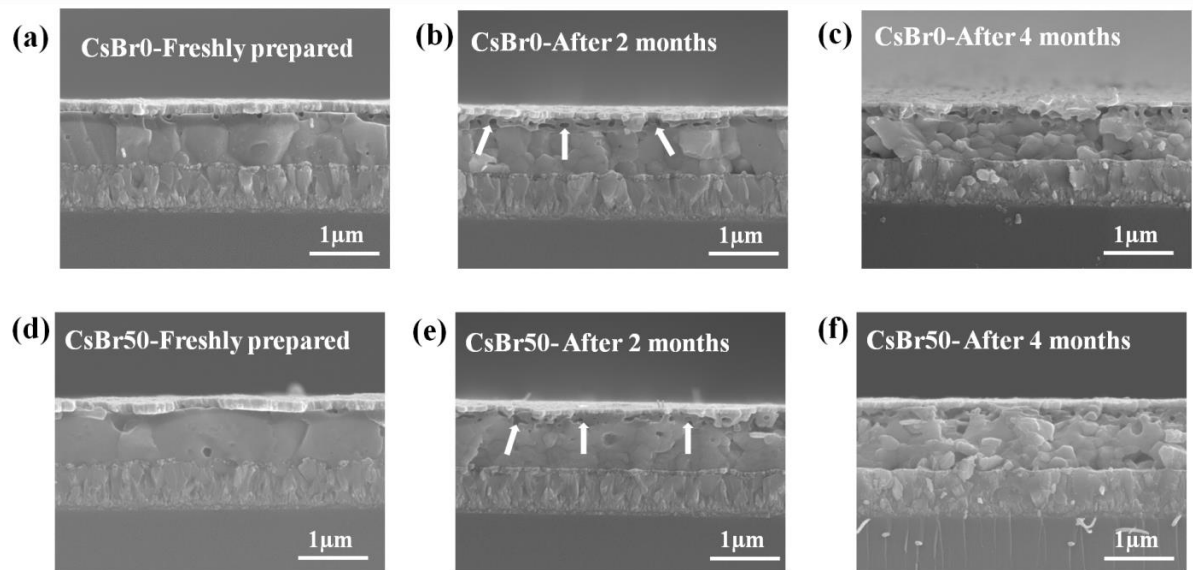 (a)
CsBr0-Freshly prepared
1μm
(b)
CsBr0-After 2 months
1μm
(c)
CsBr0-After 4 months
1μm
(d)
CsBr50-Freshly prepared
1μm
(e)
CsBr50- After 2 months
1μm
(f)
CsBr50- After 4 months
1μm